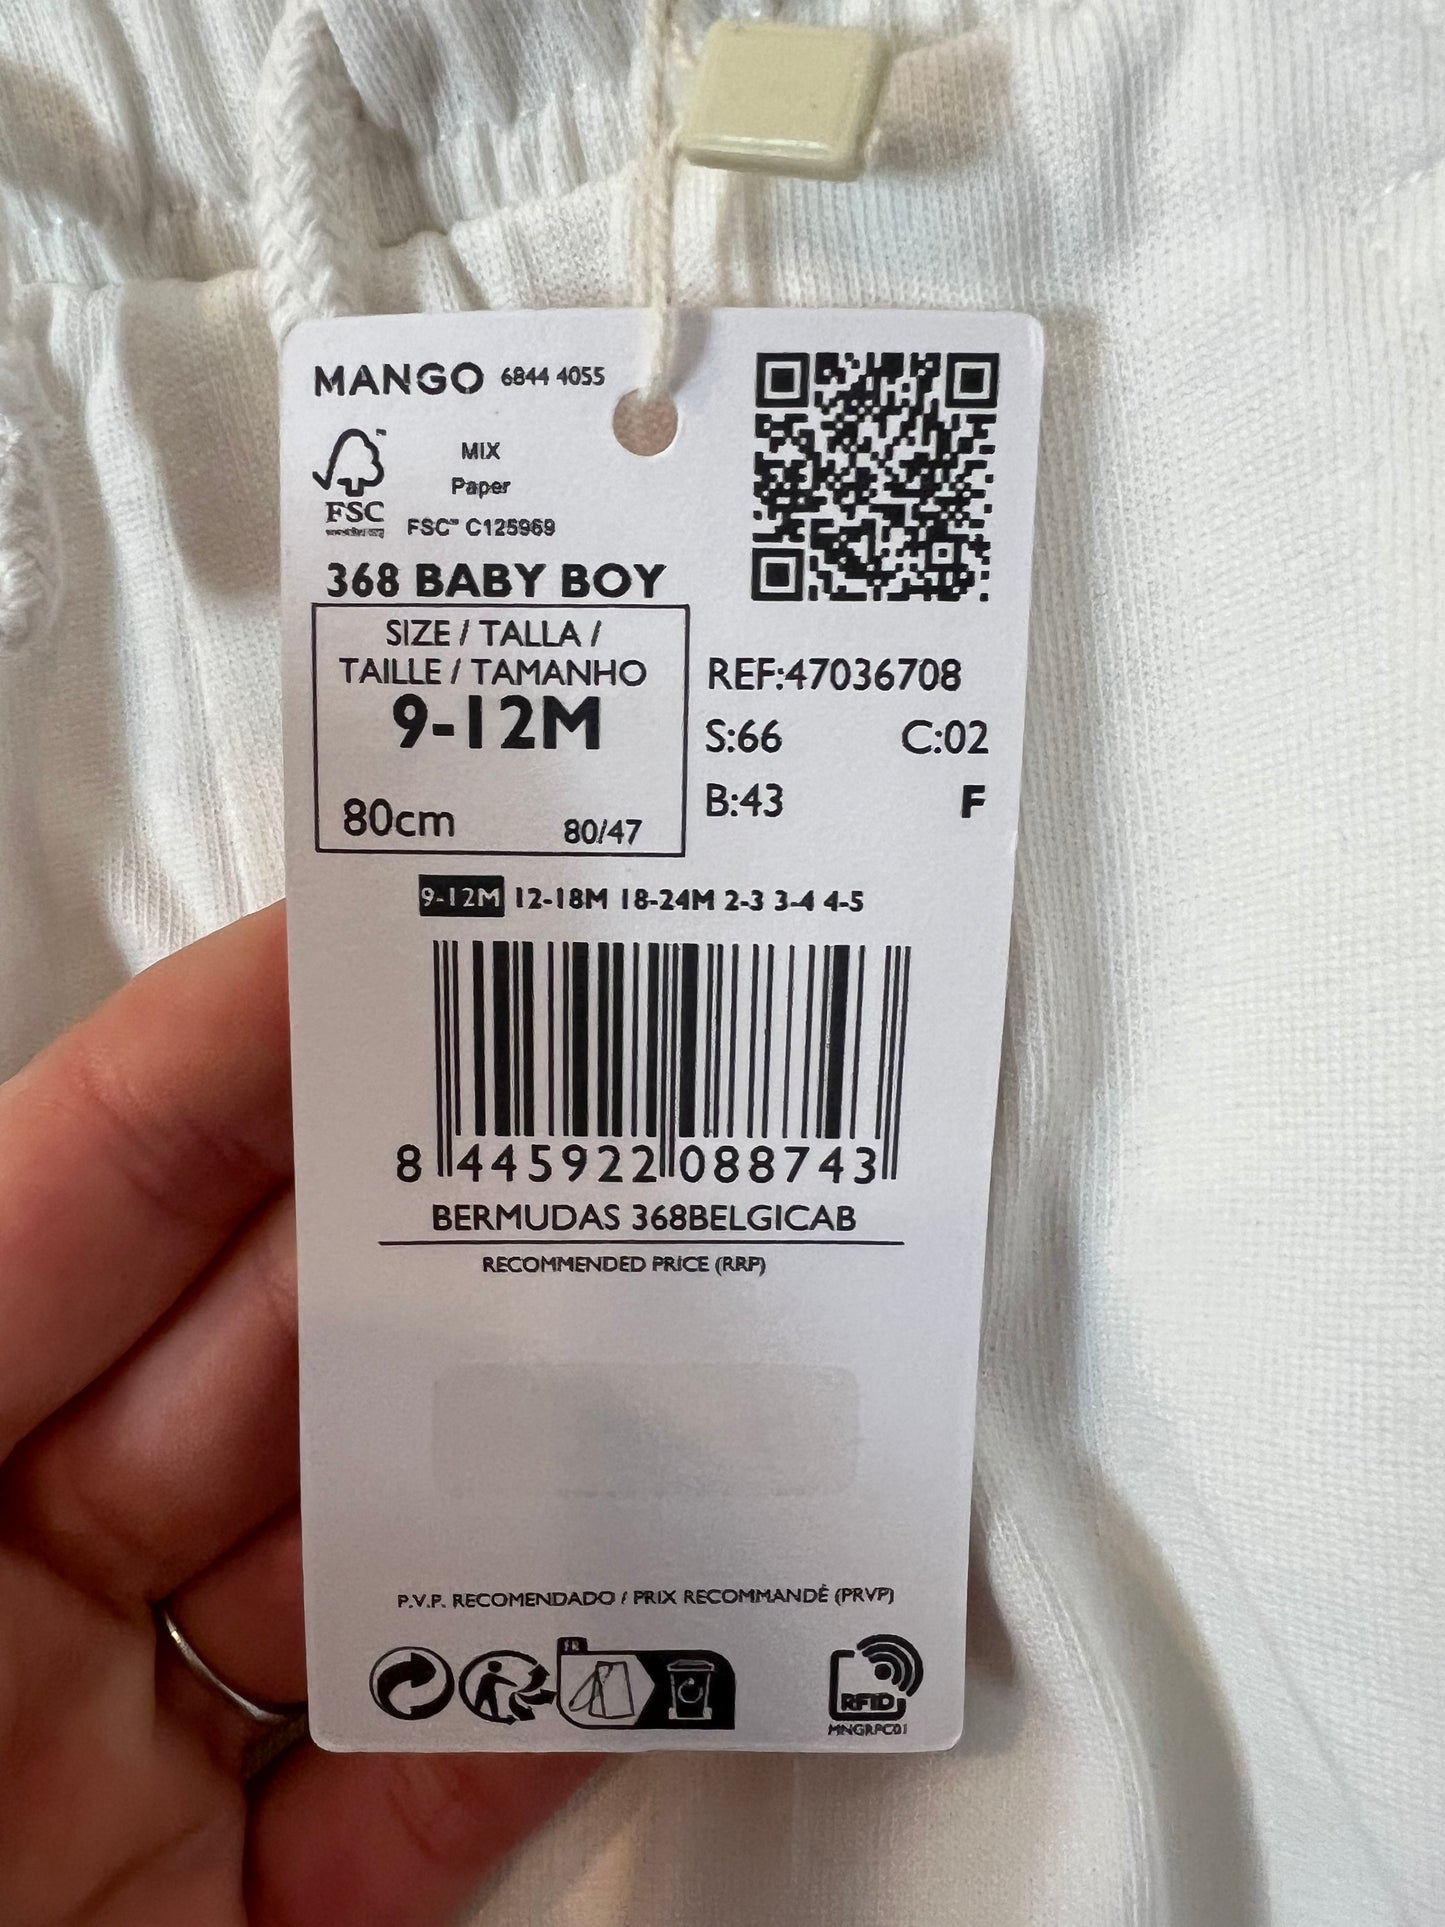 MANGO 6844 4055
MIX
Paper
FSC
FSC™ C125969
368 BABY BOY
SIZE / TALLA /
TAILLE / TAMANHO
9-12M
80cm 80/47
REF:47036708
S:66 C:02
B:43 F
9-12M 12-18M 18-24M 2-3 3-4 4-5
8 445922 088743
BERMUDAS 368BELGICAB
RECOMMENDED PRICE (RRP)
P.V.P. RECOMENDADO / PRIX RECOMMANDÉ (PRVP)
FR
RFID
MNGRPC01